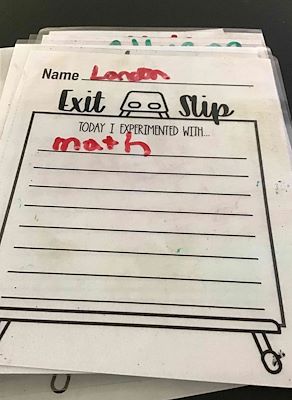 Name London
Exit Slip
TODAY I EXPERIMENTED WITH...
math